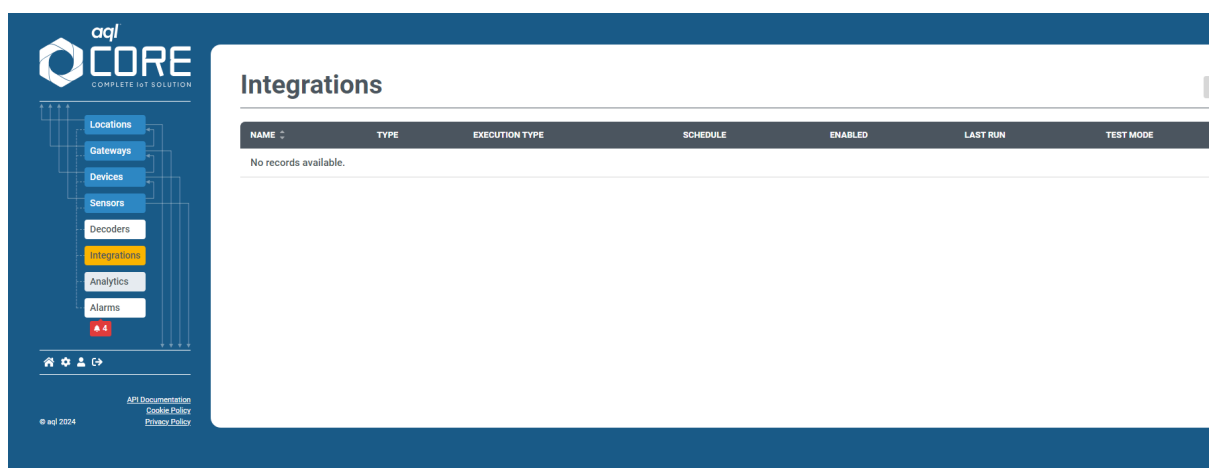 aql
CORE
COMPLETE IoT SOLUTION
Locations
Gateways
Devices
Sensors
Decoders
Integrations
Analytics
Alarms
4
API Documentation
Cookie Policy
© aql 2024 Privacy Policy
Integrations
NAME TYPE EXECUTION TYPE SCHEDULE ENABLED LAST RUN TEST MODE
No records available.